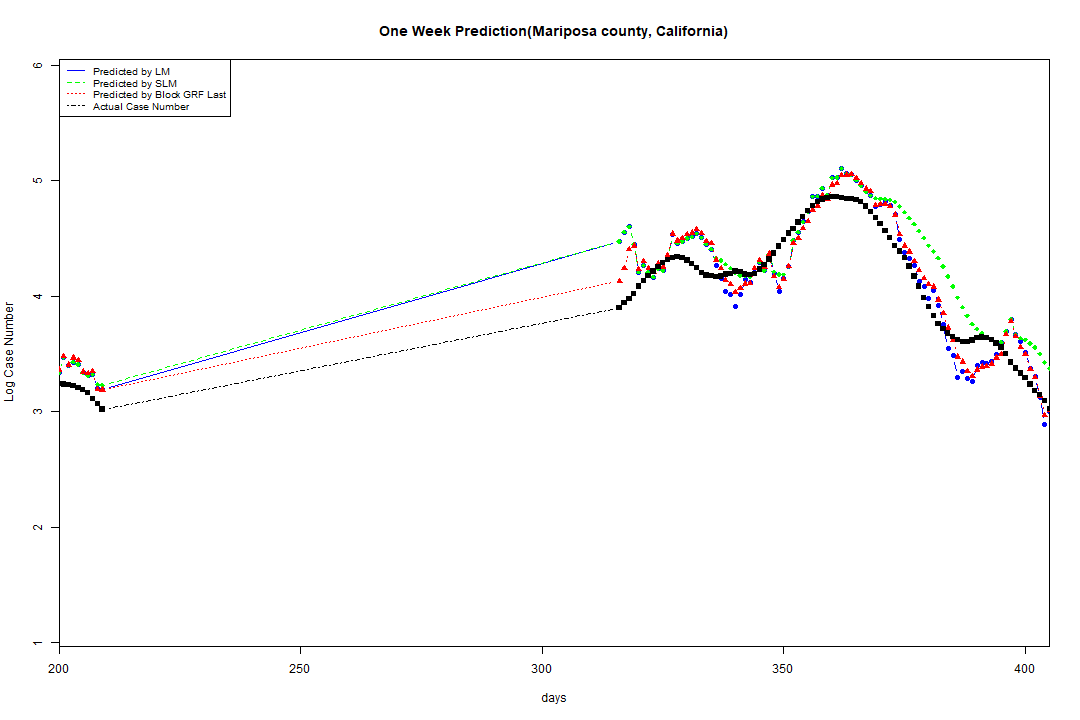 One Week Prediction(Mariposa county, California)
Predicted by LM
Predicted by SLM
Predicted by Block GRF Last
Actual Case Number
6
5
4
3
2
1
Log Case Number
200 250 300 350 400
days